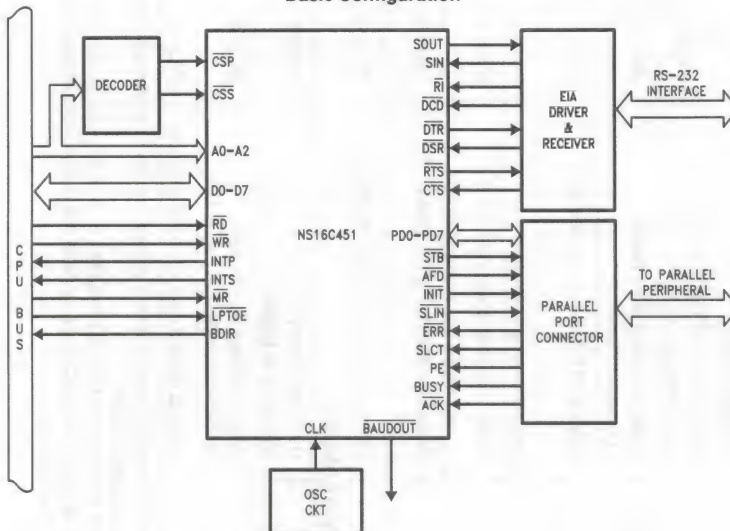 Basic Configuration
CPU BUS
DECODER
CSP
CSS
A0-A2
D0-D7
RD
WR
INTP
INTS
MR
LPTOE
BDIR
NS16C451
CLK
BAUDOUT
OSC
CKT
SOUT
SIN
RI
DCD
DTR
DSR
RTS
CTS
PD0-PD7
STB
AFD
INIT
SLIN
ERR
SLCT
PE
BUSY
ACK
EIA
DRIVER
&
RECEIVER
RS-232
INTERFACE
PARALLEL
PORT
CONNECTOR
TO PARALLEL
PERIPHERAL